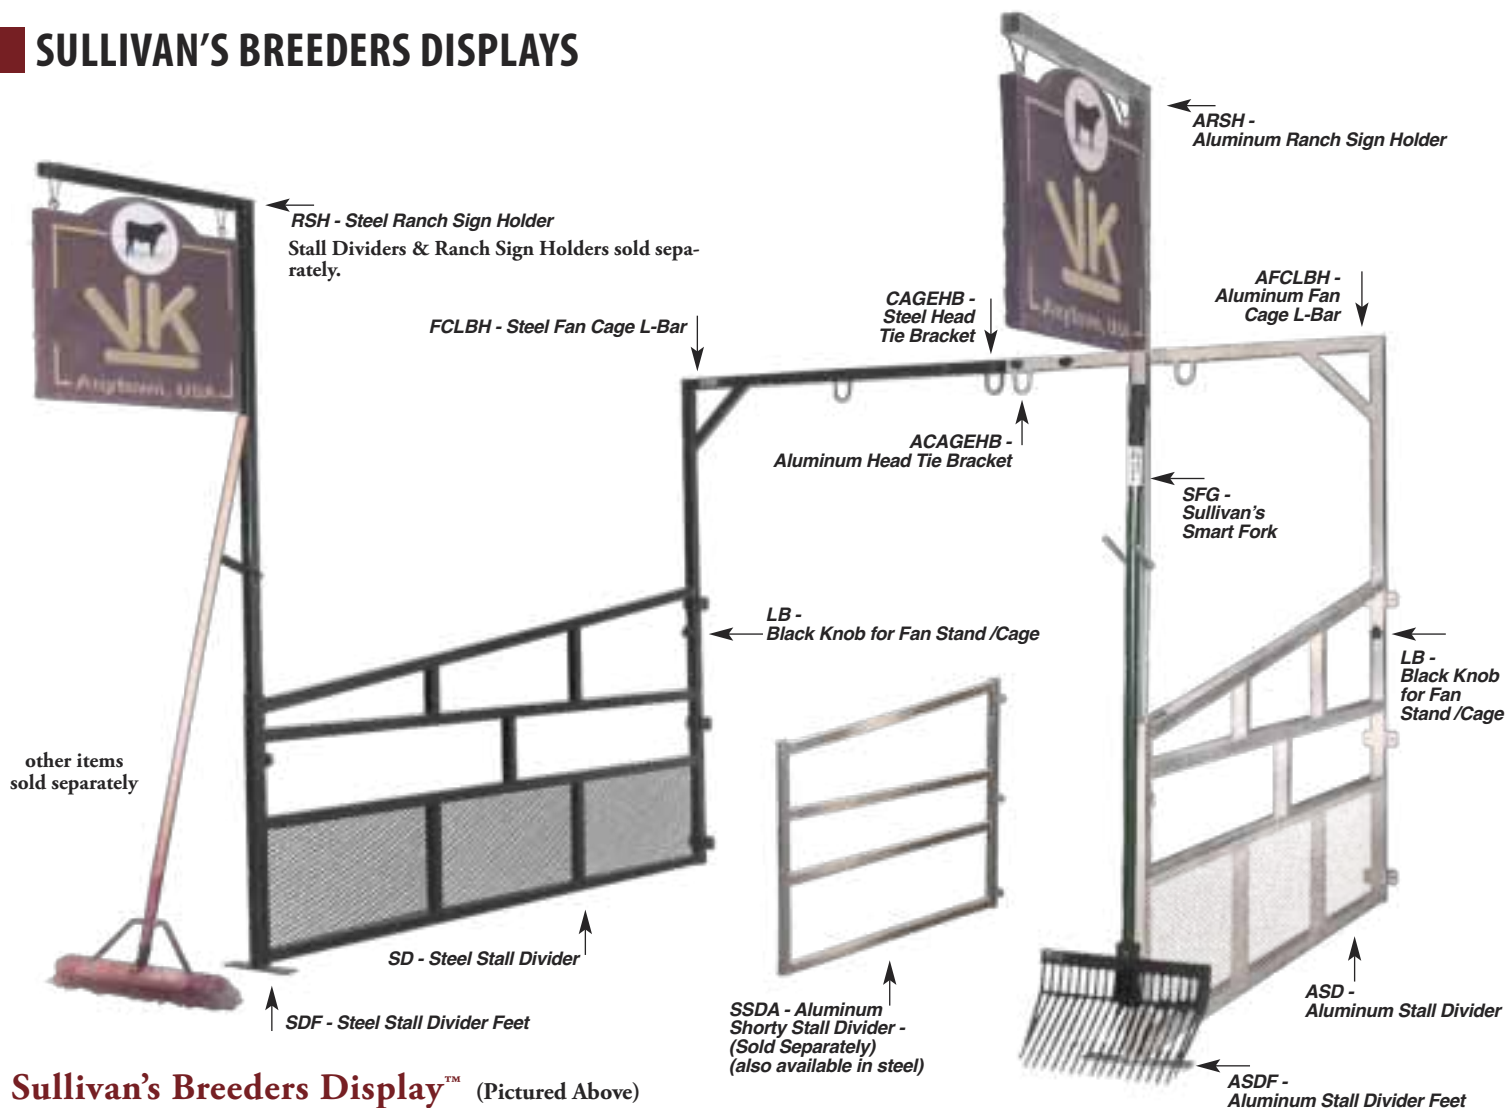 SULLIVAN'S BREEDERS DISPLAYS
ARSH -
Aluminum Ranch Sign Holder
RSH - Steel Ranch Sign Holder
Stall Dividers & Ranch Sign Holders sold sepa-
rately.
VK
Anytown, USA
VK
Anytown, USA
FCLBH - Steel Fan Cage L-Bar
CAGEHB -
Steel Head
Tie Bracket
AFCLBH -
Aluminum Fan
Cage L-Bar
ACAGEHB -
Aluminum Head Tie Bracket
SFG -
Sullivan's
Smart Fork
LB -
Black Knob for Fan Stand /Cage
LB -
Black Knob
for Fan
Stand /Cage
other items
sold separately
SD - Steel Stall Divider
SDF - Steel Stall Divider Feet
SSDA - Aluminum
Shorty Stall Divider -
(Sold Separately)
(also available in steel)
ASD -
Aluminum Stall Divider
ASDF -
Aluminum Stall Divider Feet
Sullivan's Breeders Display™ (Pictured Above)